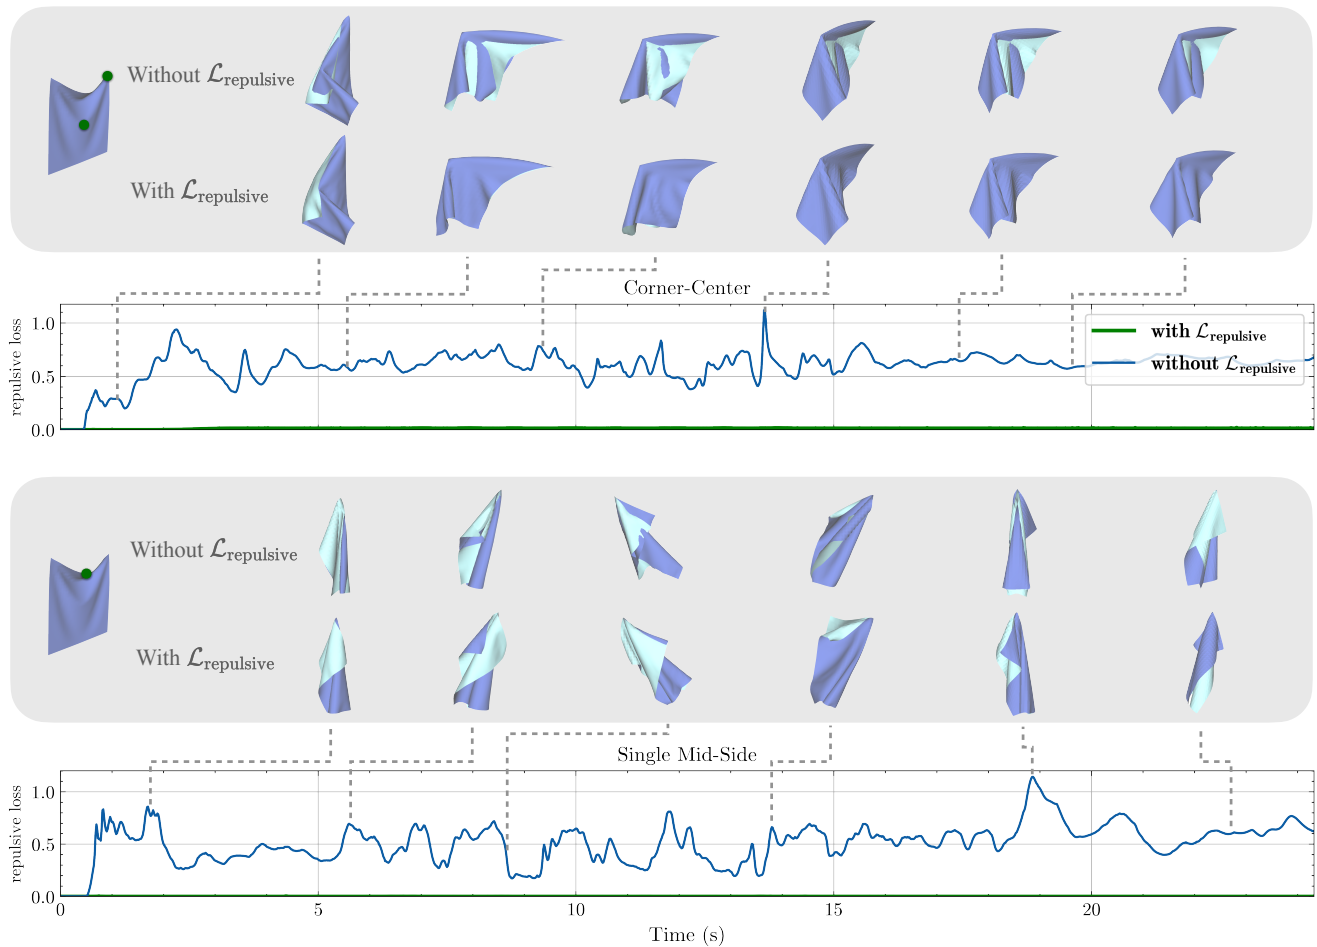 Without ℒrepulsive
With ℒrepulsive
Corner-Center
repulsive loss
1.0
0.5
0.0
with ℒrepulsive
without ℒrepulsive
Without ℒrepulsive
With ℒrepulsive
Single Mid-Side
repulsive loss
1.0
0.5
0.0
0 5 10 15 20
Time (s)